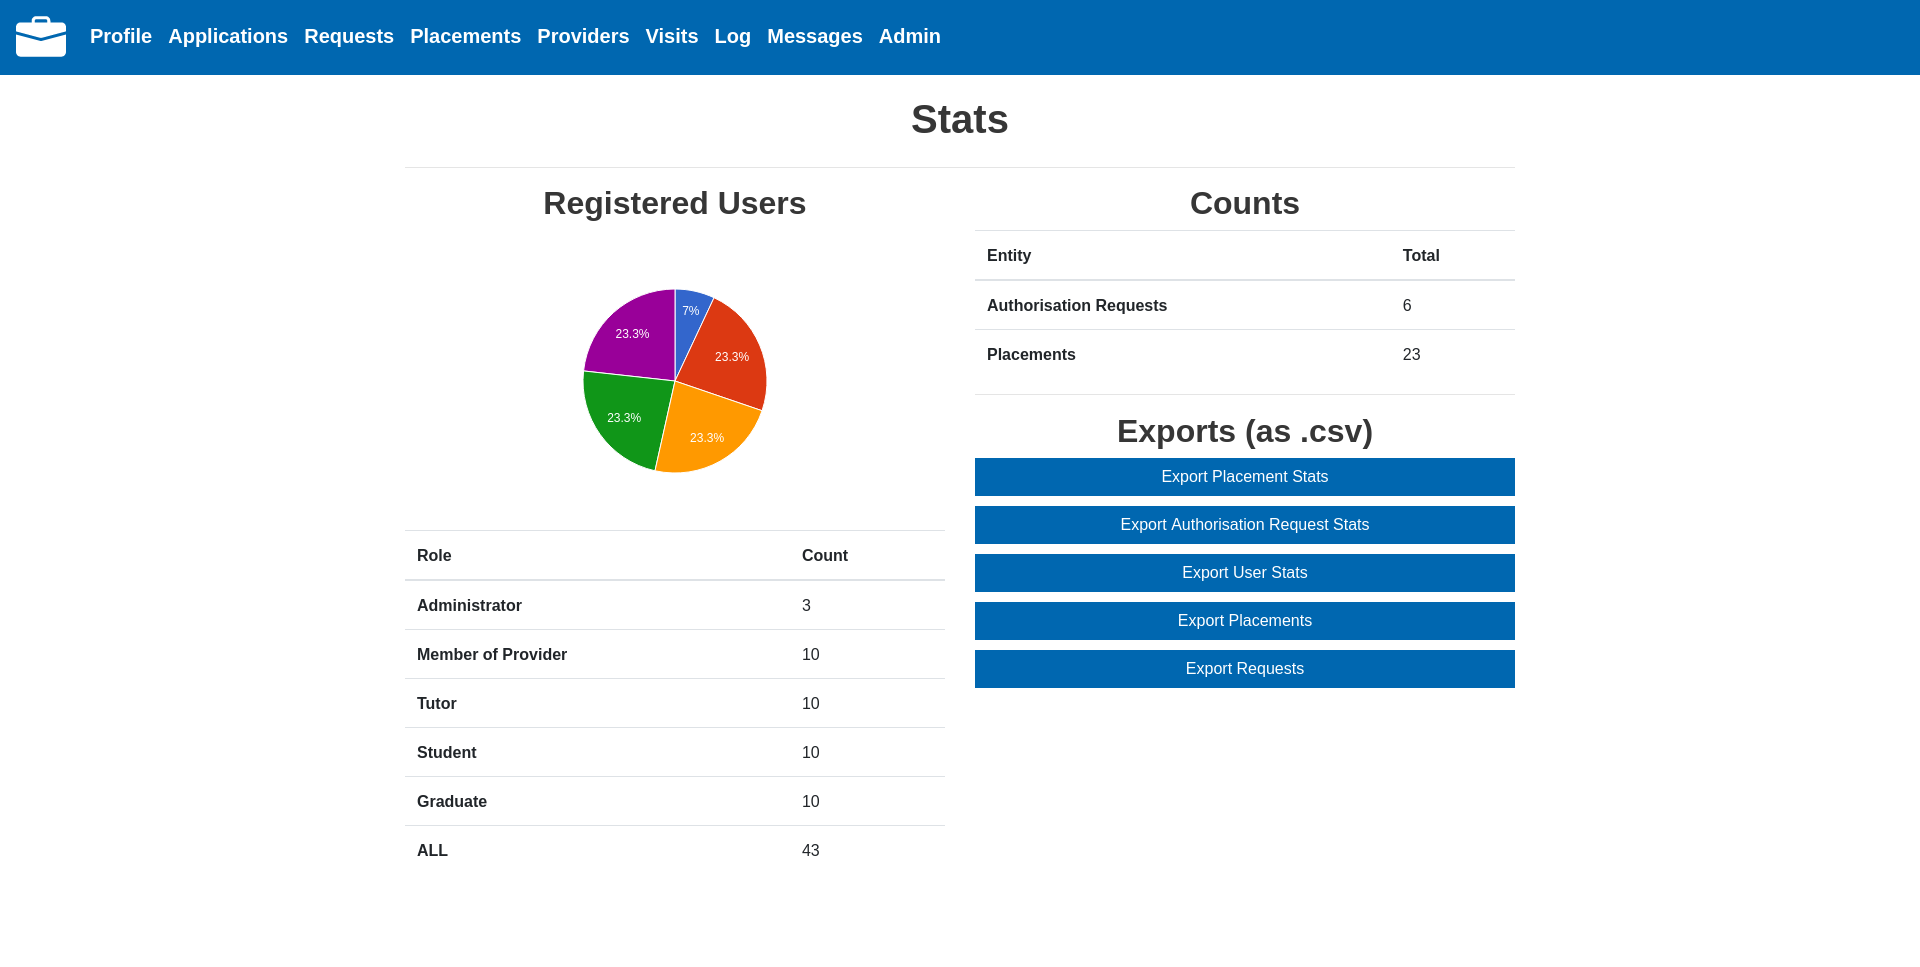 Profile Applications Requests Placements Providers Visits Log Messages Admin
Stats
Registered Users
7%
23.3%
23.3%
23.3%
23.3%
Role Count
Administrator 3
Member of Provider 10
Tutor 10
Student 10
Graduate 10
ALL 43
Counts
Entity Total
Authorisation Requests 6
Placements 23
Exports (as .csv)
Export Placement Stats
Export Authorisation Request Stats
Export User Stats
Export Placements
Export Requests